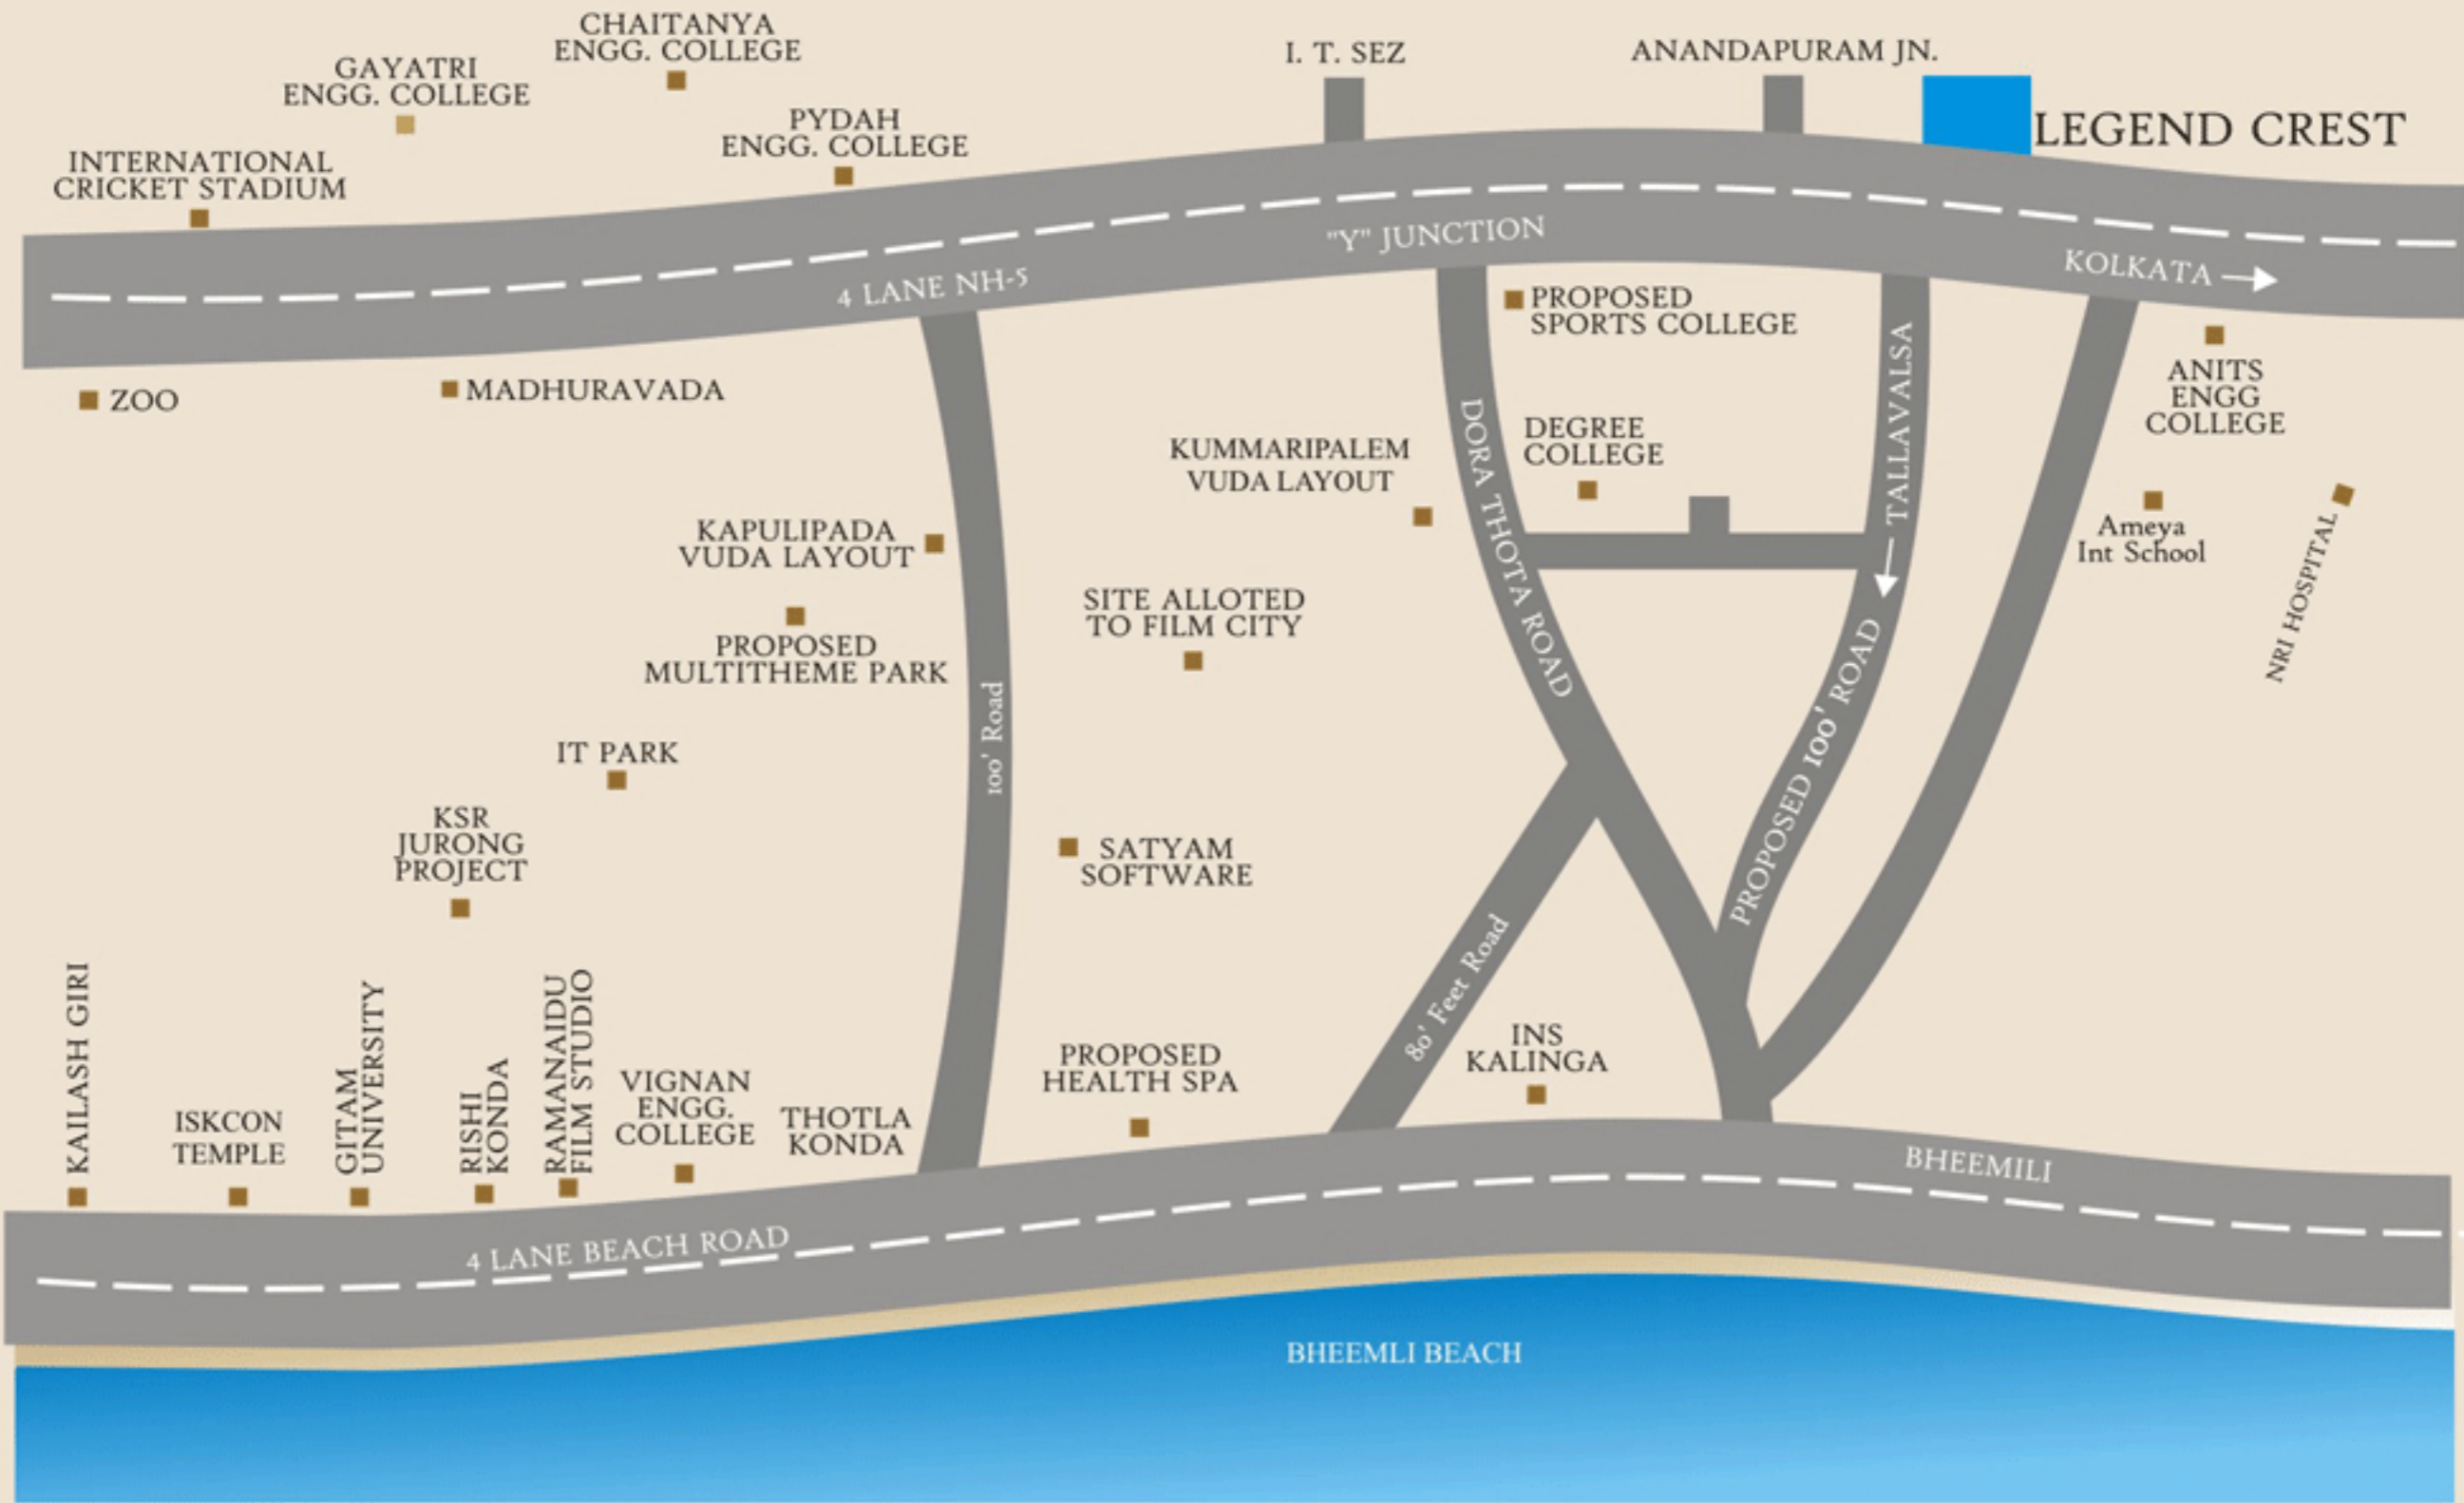 CHAITANYA
ENGG. COLLEGE
GAYATRI
ENGG. COLLEGE
PYDAH
ENGG. COLLEGE
INTERNATIONAL
CRICKET STADIUM
I. T. SEZ
ANANDAPURAM JN.
LEGEND CREST
4 LANE NH-5
"Y" JUNCTION
KOLKATA
ZOO
MADHURAVADA
PROPOSED
SPORTS COLLEGE
ANITS
ENGG
COLLEGE
KUMMARIPALEM
VUDA LAYOUT
DORA THOTA ROAD
DEGREE
COLLEGE
TALLAVALSA
Ameya
Int School
NRI HOSPITAL
KAPULIPADA
VUDA LAYOUT
PROPOSED
MULTITHEME PARK
SITE ALLOTED
TO FILM CITY
100' Road
PROPOSED 100' ROAD
IT PARK
KSR
JURONG
PROJECT
SATYAM
SOFTWARE
80' Feet Road
KAILASH GIRI
ISKCON
TEMPLE
GITAM
UNIVERSITY
RISHI
KONDA
RAMANAIDU
FILM STUDIO
VIGNAN
ENGG.
COLLEGE
THOTLA
KONDA
PROPOSED
HEALTH SPA
INS
KALINGA
BHEEMILI
4 LANE BEACH ROAD
BHEEMLI BEACH